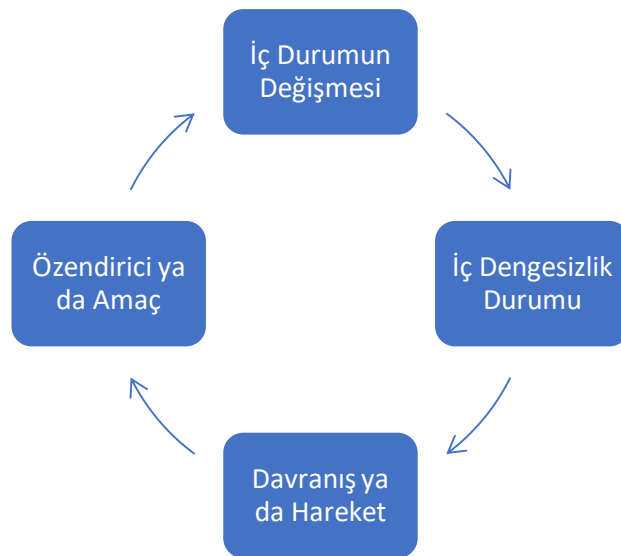 İç Durumun
Değişmesi
İç Dengesizlik
Durumu
Davranış ya
da Hareket
Özendirici ya
da Amaç